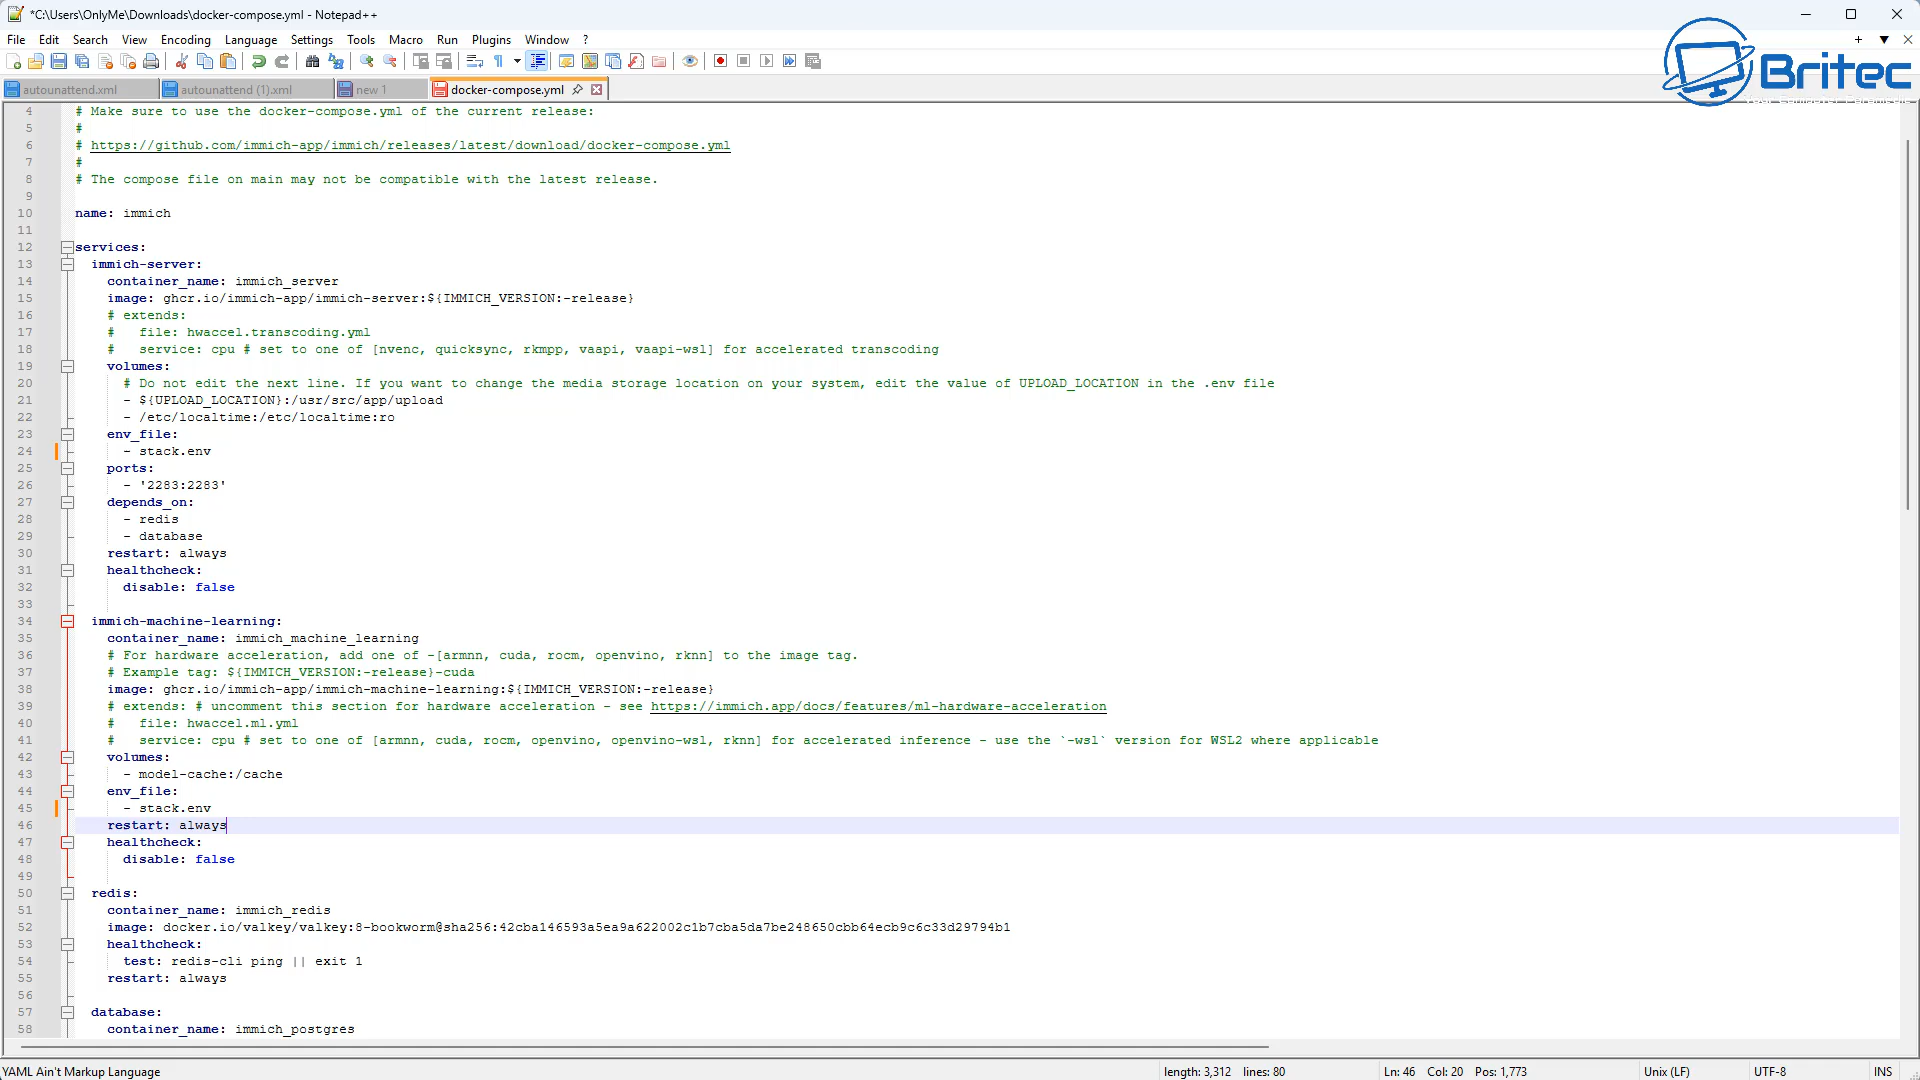 *C:\Users\OnlyMe\Downloads\docker-compose.yml - Notepad++
File Edit Search View Encoding Language Settings Tools Macro Run Plugins Window ?
autounattend.xml autounattend (1).xml new 1 docker-compose.yml
Britec
4 # Make sure to use the docker-compose.yml of the current release:
5 #
6 # https://github.com/immich-app/immich/releases/latest/download/docker-compose.yml
7 #
8 # The compose file on main may not be compatible with the latest release.
9
10 name: immich
11
12 services:
13 immich-server:
14 container_name: immich_server
15 image: ghcr.io/immich-app/immich-server:${IMMICH_VERSION:-release}
16 # extends:
17 #   file: hwaccel.transcoding.yml
18 #   service: cpu # set to one of [nvenc, quicksync, rkmpp, vaapi, vaapi-wsl] for accelerated transcoding
19 volumes:
20 # Do not edit the next line. If you want to change the media storage location on your system, edit the value of UPLOAD_LOCATION in the .env file
21 - ${UPLOAD_LOCATION}:/usr/src/app/upload
22 - /etc/localtime:/etc/localtime:ro
23 env_file:
24 - stack.env
25 ports:
26 - '2283:2283'
27 depends_on:
28 - redis
29 - database
30 restart: always
31 healthcheck:
32 disable: false
33
34 immich-machine-learning:
35 container_name: immich_machine_learning
36 # For hardware acceleration, add one of -[armnn, cuda, rocm, openvino, rknn] to the image tag.
37 # Example tag: ${IMMICH_VERSION:-release}-cuda
38 image: ghcr.io/immich-app/immich-machine-learning:${IMMICH_VERSION:-release}
39 # extends: # uncomment this section for hardware acceleration - see https://immich.app/docs/features/ml-hardware-acceleration
40 #   file: hwaccel.ml.yml
41 #   service: cpu # set to one of [armnn, cuda, rocm, openvino, openvino-wsl, rknn] for accelerated inference - use the `-wsl` version for WSL2 where applicable
42 volumes:
43 - model-cache:/cache
44 env_file:
45 - stack.env
46 restart: always
47 healthcheck:
48 disable: false
49
50 redis:
51 container_name: immich_redis
52 image: docker.io/valkey/valkey:8-bookworm@sha256:42cba146593a5ea9a622002c1b7cba5da7be248650cbb64ecb9c6c33d29794b1
53 healthcheck:
54 test: redis-cli ping || exit 1
55 restart: always
56
57 database:
58 container_name: immich_postgres
YAML Ain't Markup Language length: 3,312 lines: 80 Ln: 46 Col: 20 Pos: 1,773 Unix (LF) UTF-8 INS